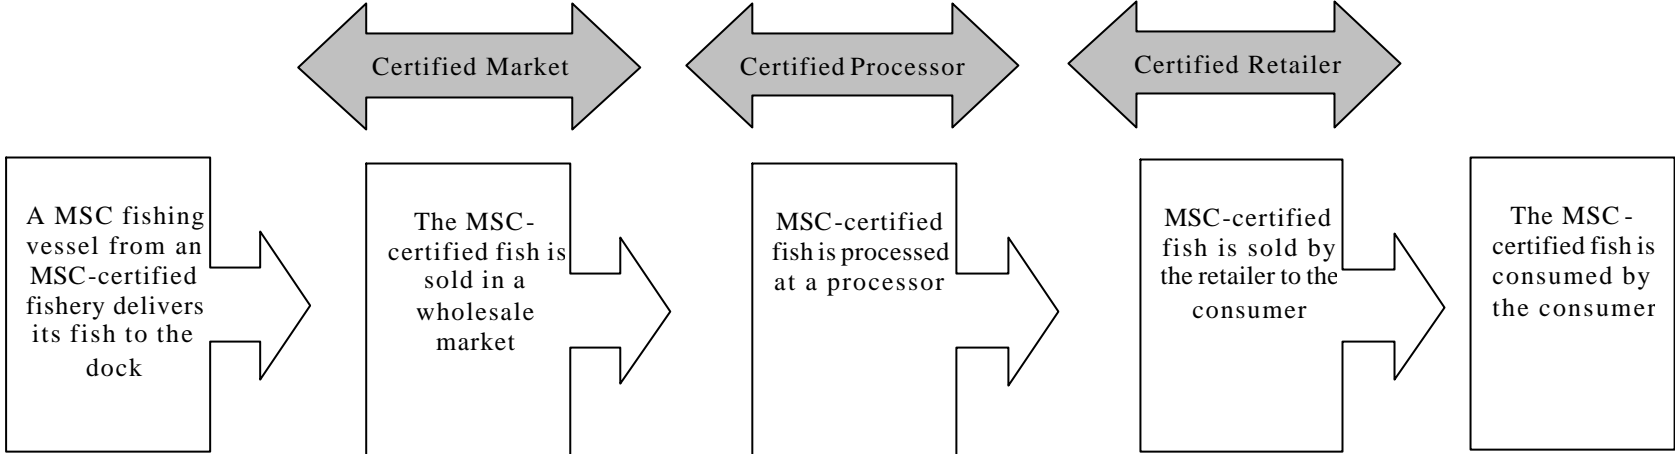 Certified Market
Certified Processor
Certified Retailer
A MSC fishing
vessel from an
MSC-certified
fishery delivers
its fish to the
dock
The MSC-
certified fish is
sold in a
wholesale
market
MSC-certified
fish is processed
at a processor
MSC-certified
fish is sold by
the retailer to the
consumer
The MSC-
certified fish is
consumed by
the consumer